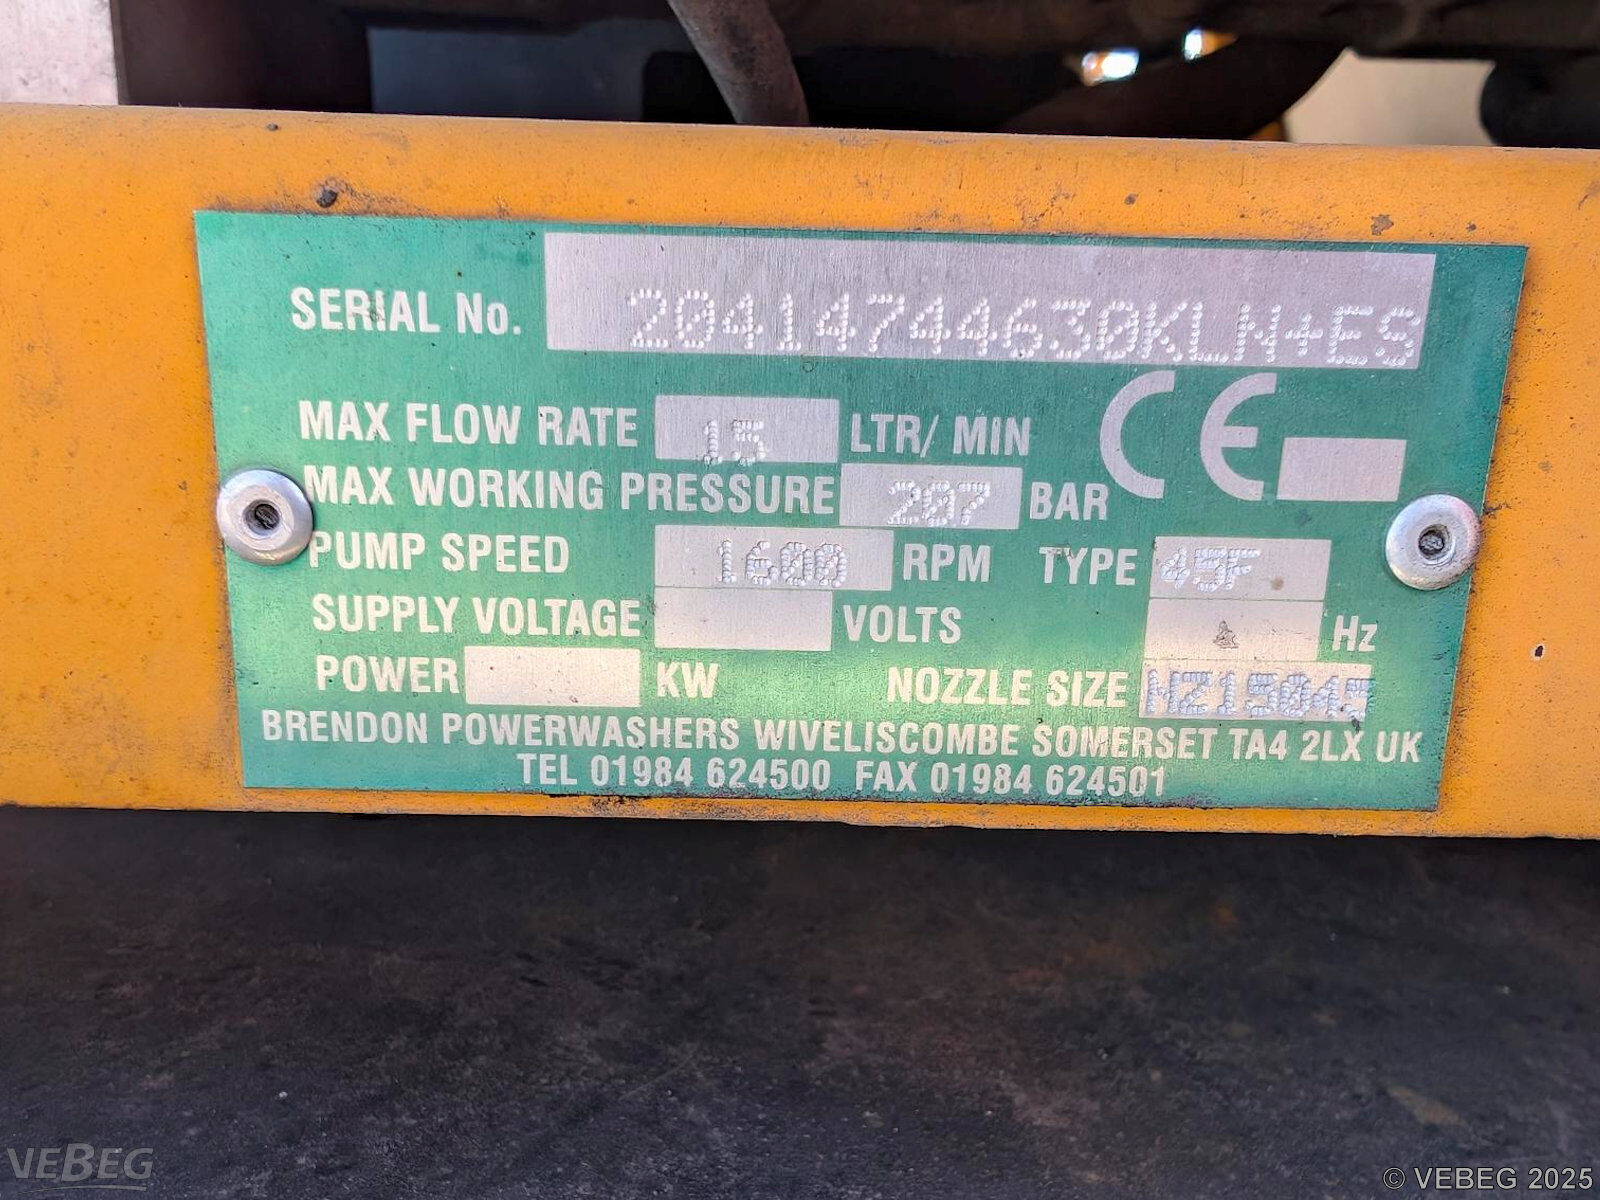 SERIAL No. 20414744630KLN+ES
MAX FLOW RATE 15 LTR/ MIN
CE
MAX WORKING PRESSURE 207 BAR
PUMP SPEED 1600 RPM TYPE 45F
SUPPLY VOLTAGE VOLTS Hz
POWER KW NOZZLE SIZE NZ15045
BRENDON POWERWASHERS WIVELISCOMBE SOMERSET TA4 2LX UK
TEL 01984 624500 FAX 01984 624501
VEBEG
© VEBEG 2025